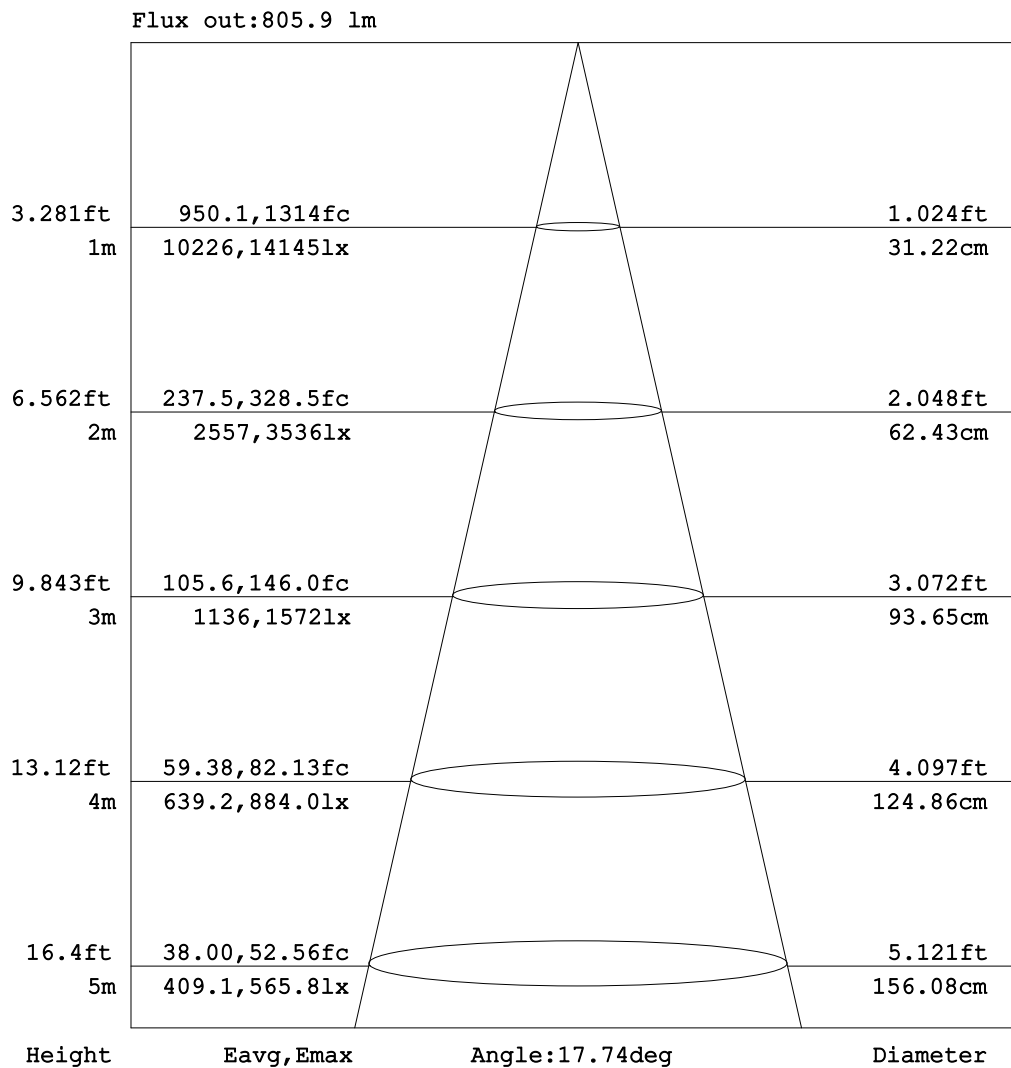 Flux out:805.9 lm
3.281ft 950.1,1314fc 1.024ft
1m 10226,14145lx 31.22cm
6.562ft 237.5,328.5fc 2.048ft
2m 2557,3536lx 62.43cm
9.843ft 105.6,146.0fc 3.072ft
3m 1136,1572lx 93.65cm
13.12ft 59.38,82.13fc 4.097ft
4m 639.2,884.0lx 124.86cm
16.4ft 38.00,52.56fc 5.121ft
5m 409.1,565.8lx 156.08cm
Height Eavg,Emax Angle:17.74deg Diameter